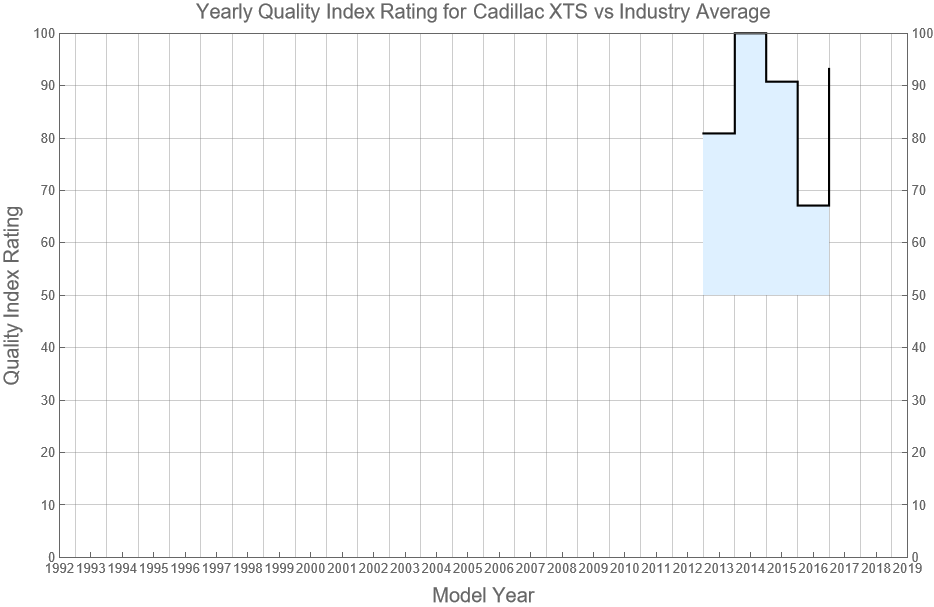 Yearly Quality Index Rating for Cadillac XTS vs Industry Average
100 100
90 90
80 80
70 70
60 60
50 50
40 40
30 30
20 20
10 10
0 0
Quality Index Rating
1992 1993 1994 1995 1996 1997 1998 1999 2000 2001 2002 2003 2004 2005 2006 2007 2008 2009 2010 2011 2012 2013 2014 2015 2016 2017 2018 2019
Model Year